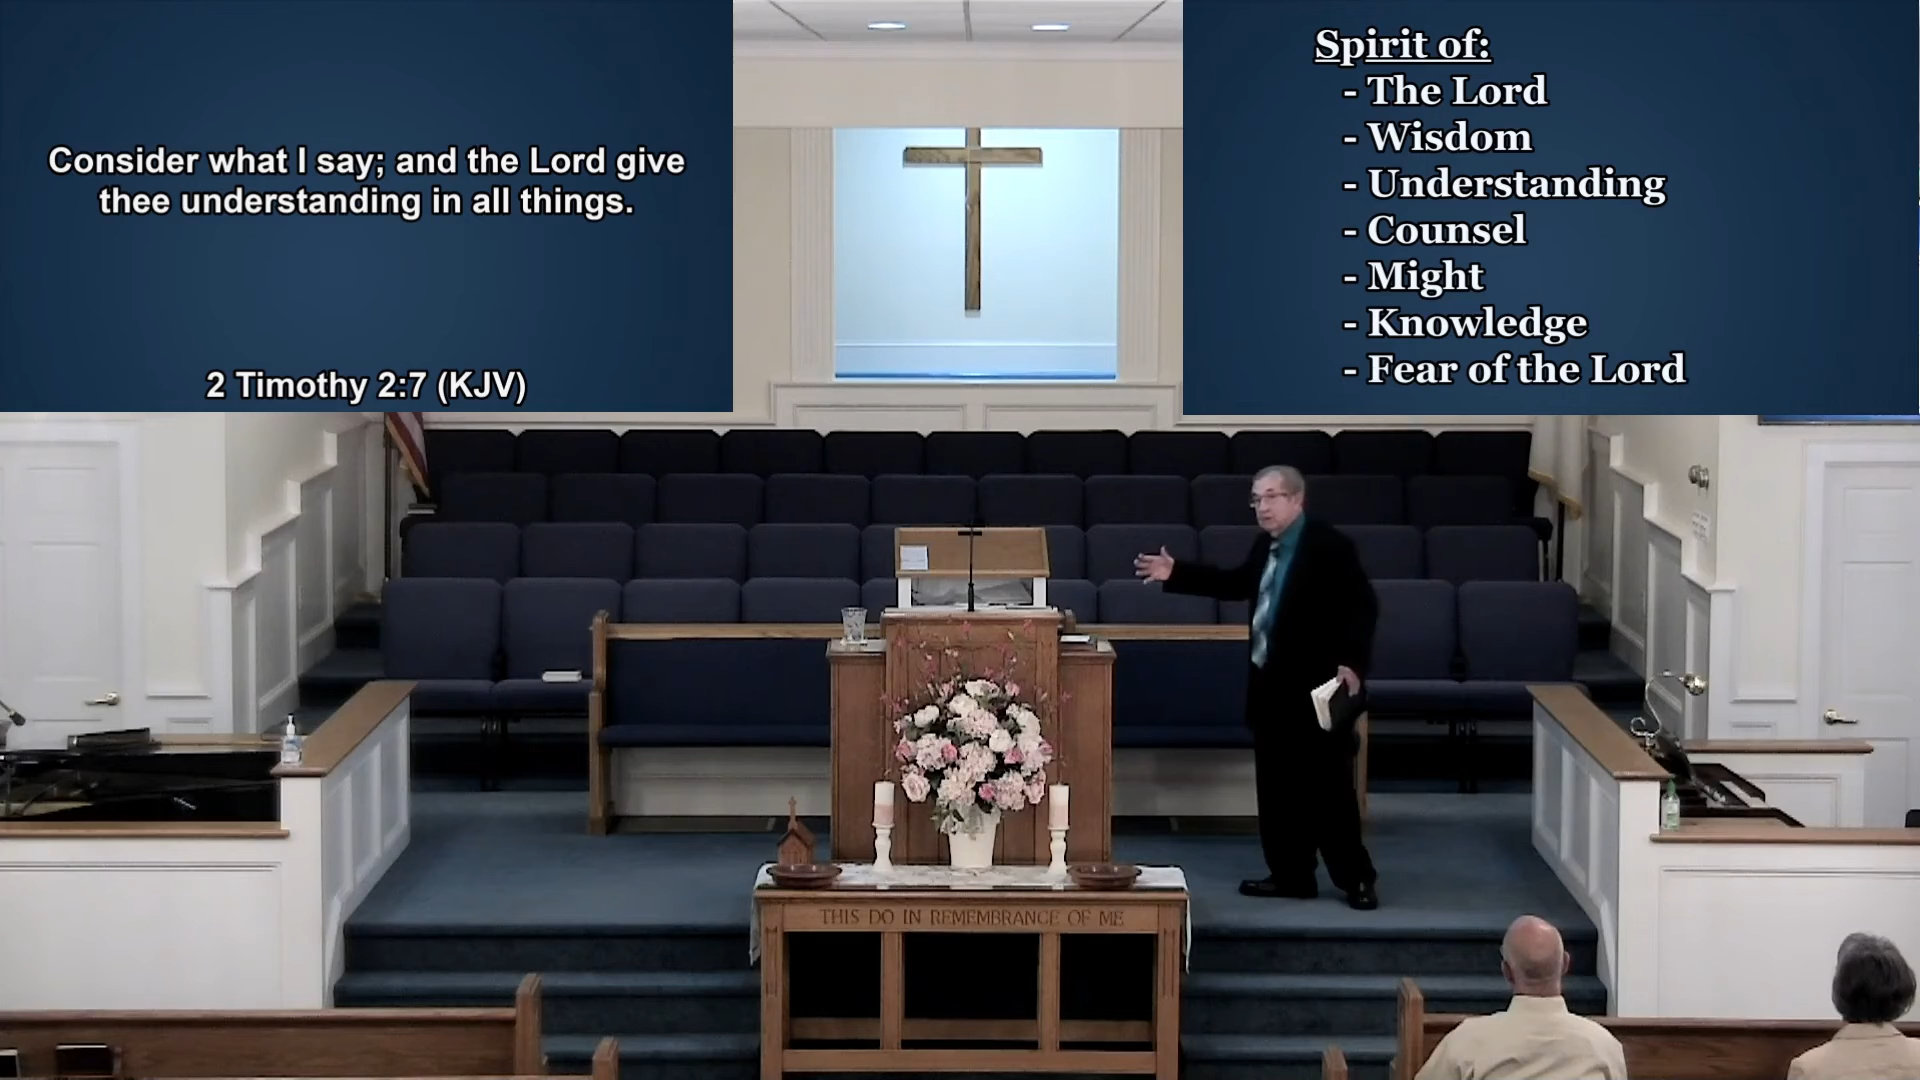 Consider what I say; and the Lord give
thee understanding in all things.
2 Timothy 2:7 (KJV)
Spirit of:
- The Lord
- Wisdom
- Understanding
- Counsel
- Might
- Knowledge
- Fear of the Lord
THIS DO IN REMEMBRANCE OF ME